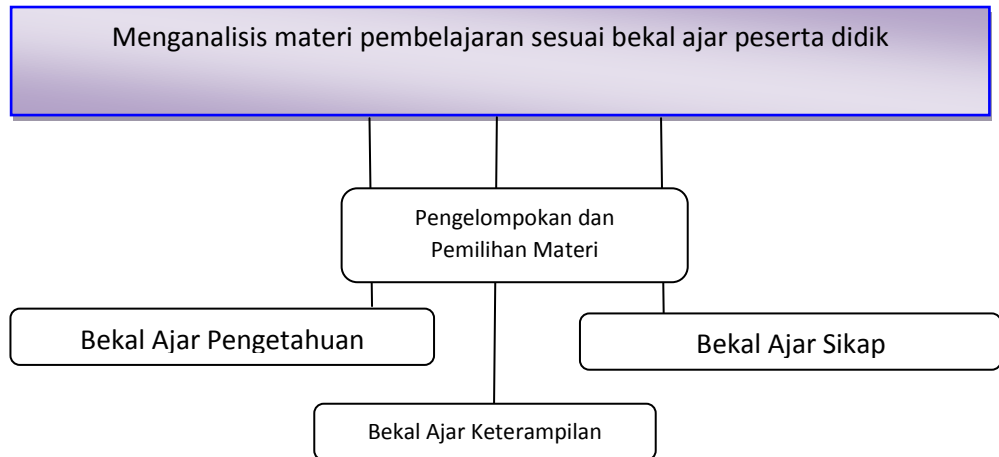 Menganalisis materi pembelajaran sesuai bekal ajar peserta didik
Pengelompokan dan
Pemilihan Materi
Bekal Ajar Pengetahuan
Bekal Ajar Sikap
Bekal Ajar Keterampilan